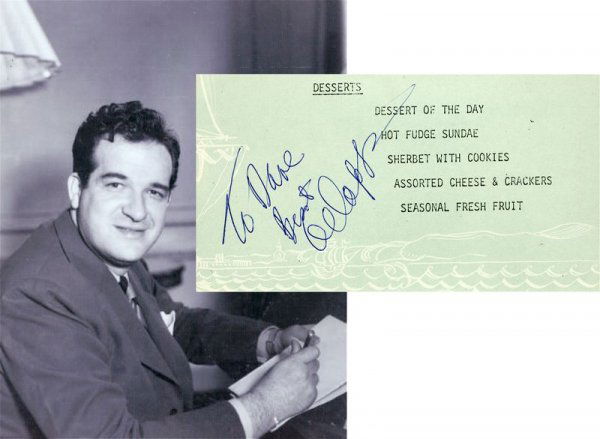 DESSERTS
DESSERT OF THE DAY
HOT FUDGE SUNDAE
SHERBET WITH COOKIES
ASSORTED CHEESE & CRACKERS
SEASONAL FRESH FRUIT
To Dave
Best